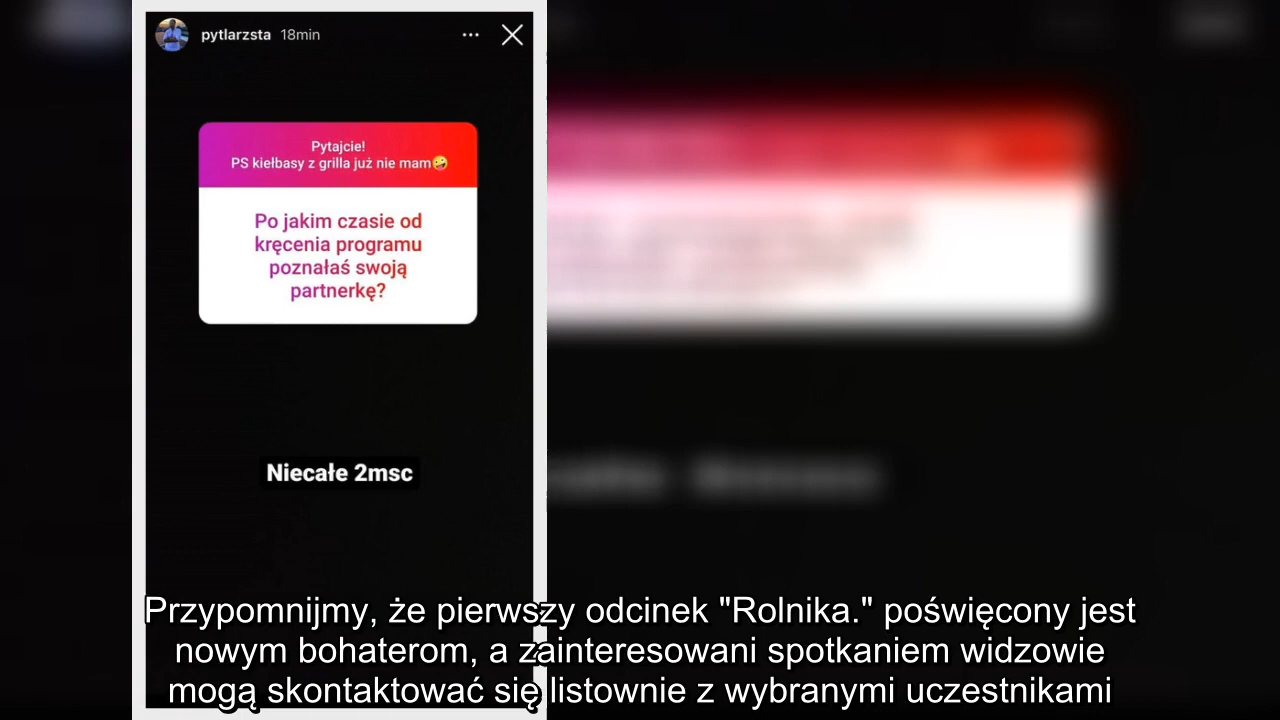 pytlarzsta 18min
Pytajcie!
PS kiełbasy z grilla już nie mam🤪
Po jakim czasie od
kręcenia programu
poznałaś swoją
partnerkę?
Niecałe 2msc
Przypomnijmy, że pierwszy odcinek "Rolnika." poświęcony jest
nowym bohaterom, a zainteresowani spotkaniem widzowie
mogą skontaktować się listownie z wybranymi uczestnikami